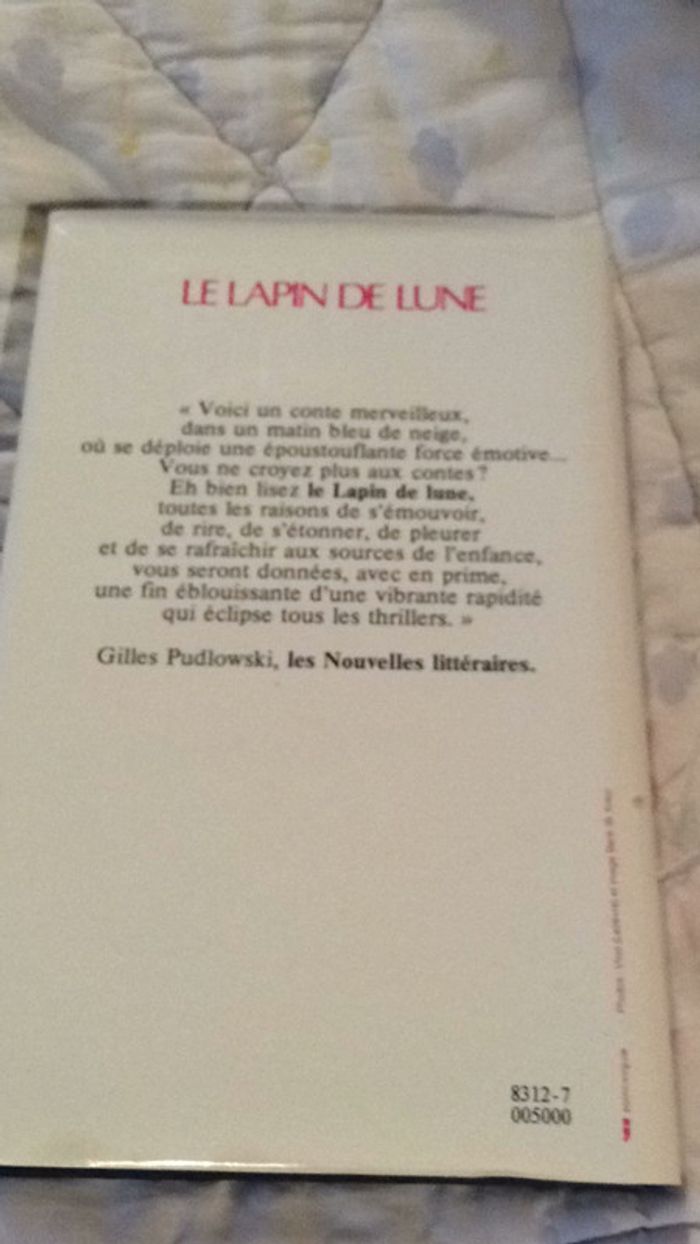 LE LAPIN DE LUNE
« Voici un conte merveilleux,
dans un matin bleu de neige,
où se déploie une époustouflante force émotive...
Vous ne croyez plus aux contes?
Eh bien lisez le Lapin de lune,
toutes les raisons de s'émouvoir,
de rire, de s'étonner, de pleurer
et de se rafraîchir aux sources de l'enfance,
vous seront données, avec en prime,
une fin éblouissante d'une vibrante rapidité
qui éclipse tous les thrillers. »
Gilles Pudlowski, les Nouvelles littéraires.
8312-7
005000